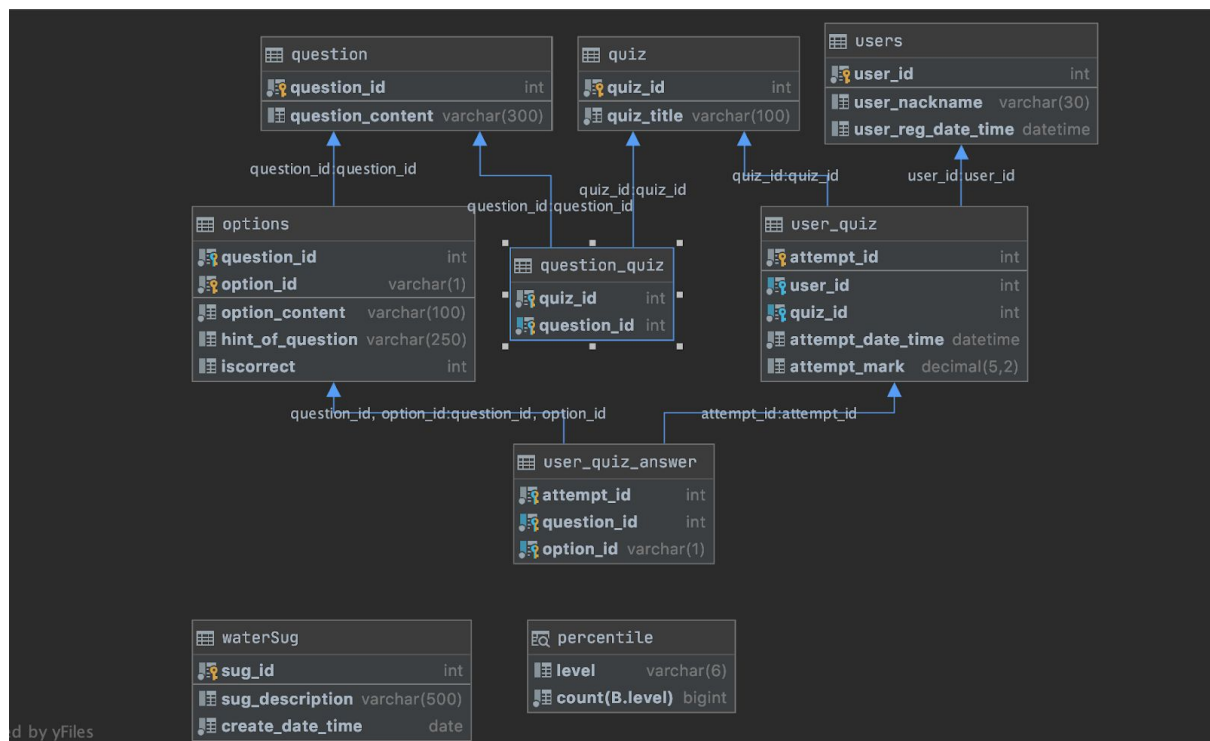 question
question_id int
question_content varchar(300)
quiz
quiz_id int
quiz_title varchar(100)
users
user_id int
user_nackname varchar(30)
user_reg_date_time datetime
question_id:question_id
question_id:question_id
quiz_id:quiz_id
quiz_id:quiz_id
user_id:user_id
options
question_id int
option_id varchar(1)
option_content varchar(100)
hint_of_question varchar(250)
iscorrect int
question_quiz
quiz_id int
question_id int
user_quiz
attempt_id int
user_id int
quiz_id int
attempt_date_time datetime
attempt_mark decimal(5,2)
question_id, option_id:question_id, option_id
attempt_id:attempt_id
user_quiz_answer
attempt_id int
question_id int
option_id varchar(1)
waterSug
sug_id int
sug_description varchar(500)
create_date_time date
percentile
level varchar(6)
count(B.level) bigint
d by yFiles